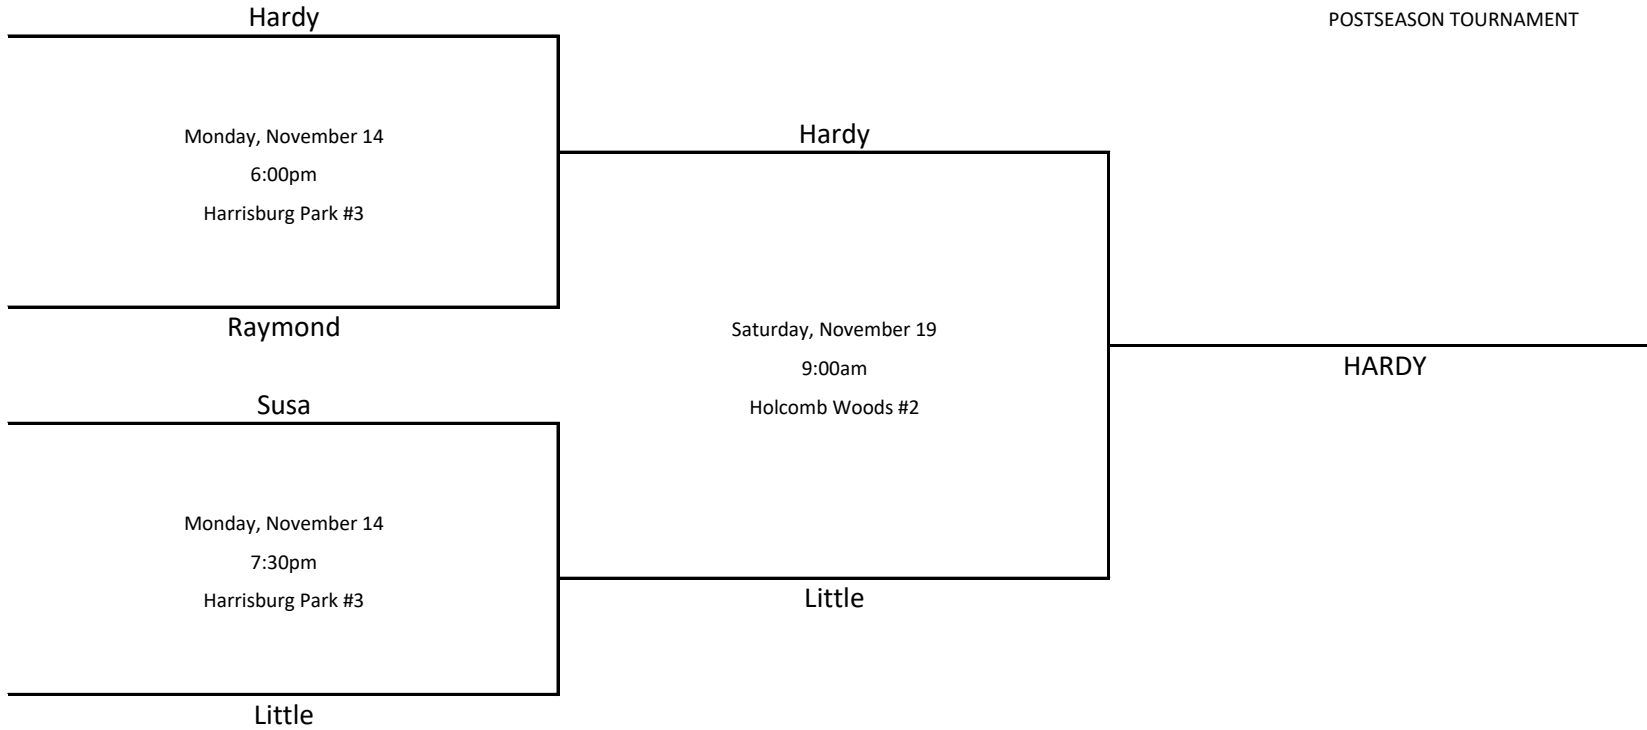 Hardy
POSTSEASON TOURNAMENT
Monday, November 14
6:00pm
Harrisburg Park #3
Raymond
Susa
Monday, November 14
7:30pm
Harrisburg Park #3
Little
Hardy
Saturday, November 19
9:00am
Holcomb Woods #2
Little
HARDY